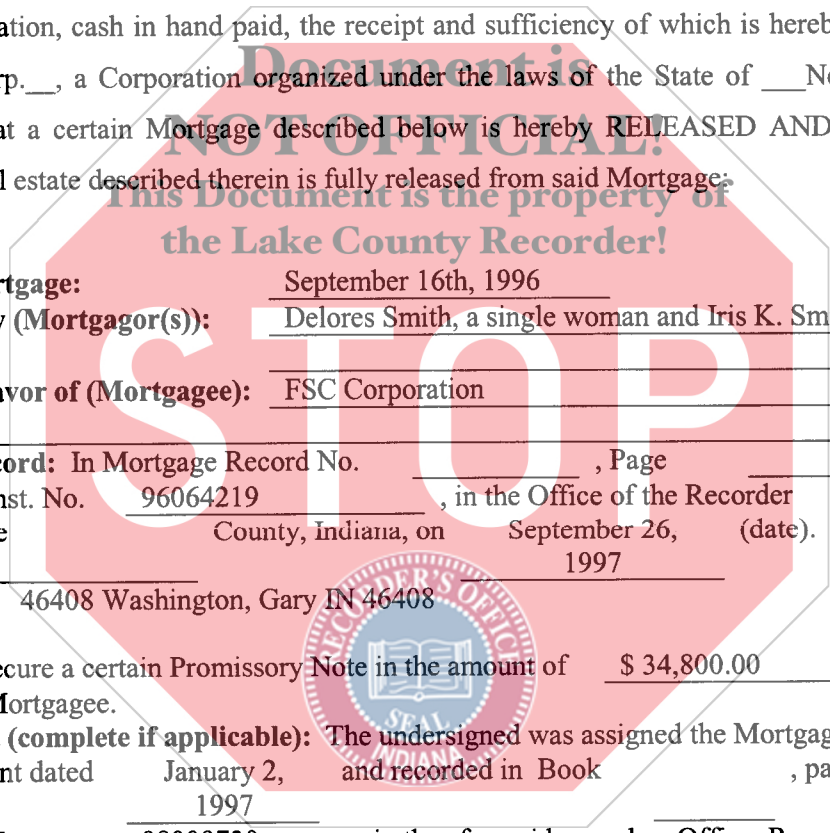 ation, cash in hand paid, the receipt and sufficiency of which is hereb
Document is
rp.__, a Corporation organized under the laws of the State of ___Ne
NOT OFFICIAL!
at a certain Mortgage described below is hereby RELEASED AND
l estate described therein is fully released from said Mortgage:
This Document is the property of
the Lake County Recorder!
rtgage: September 16th, 1996
y (Mortgagor(s)): Delores Smith, a single woman and Iris K. Sm
STOP
avor of (Mortgagee): FSC Corporation
cord: In Mortgage Record No. , Page
nst. No. 96064219 , in the Office of the Recorder
e County, Indiana, on September 26, (date).
1997
46408 Washington, Gary IN 46408
RECORDER'S OFFICE
ecure a certain Promissory Note in the amount of $ 34,800.00
Mortgagee.
SEAL
INDIANA
(complete if applicable): The undersigned was assigned the Mortgag
nt dated January 2, and recorded in Book , pa
1997